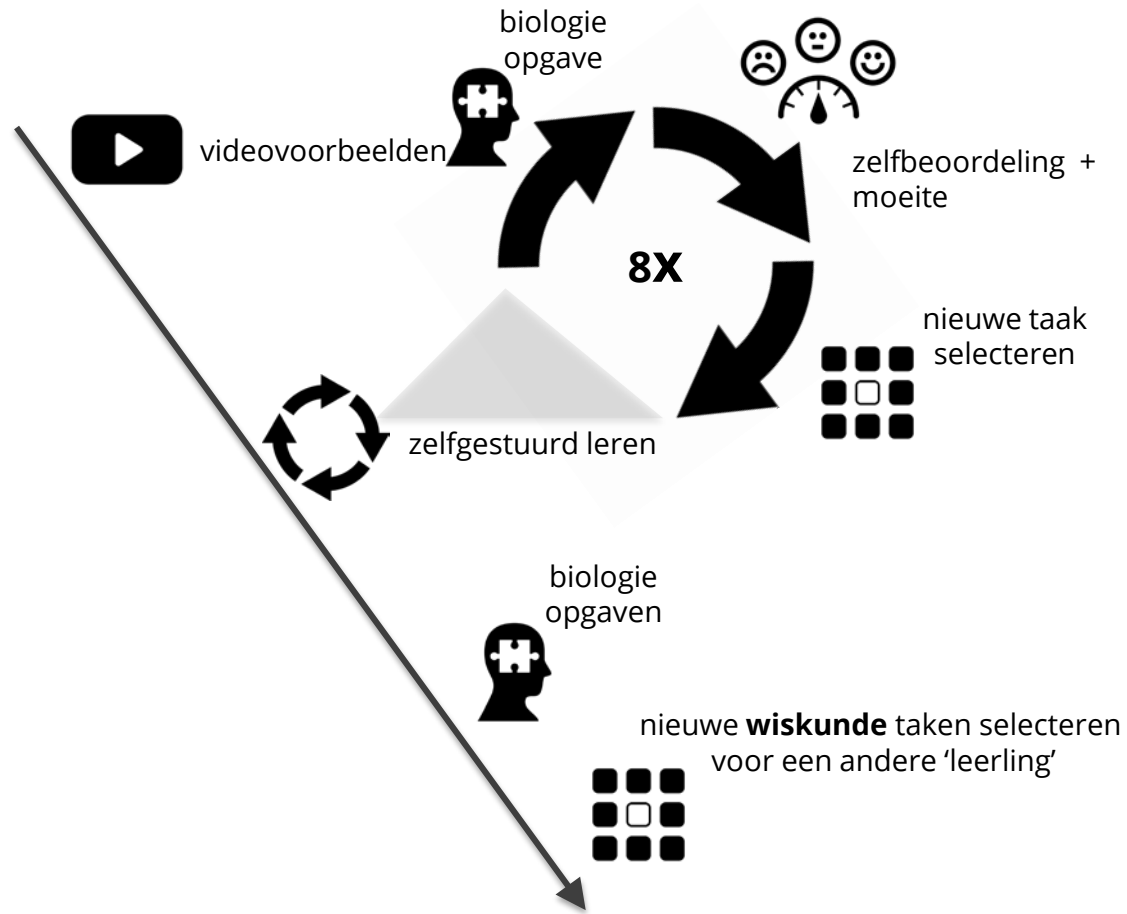 biologie
opgave
videovoorbeelden
zelfbeoordeling +
moeite
8X
nieuwe taak
selecteren
zelfgestuurd leren
biologie
opgaven
nieuwe wiskunde taken selecteren
voor een andere ‘leerling’